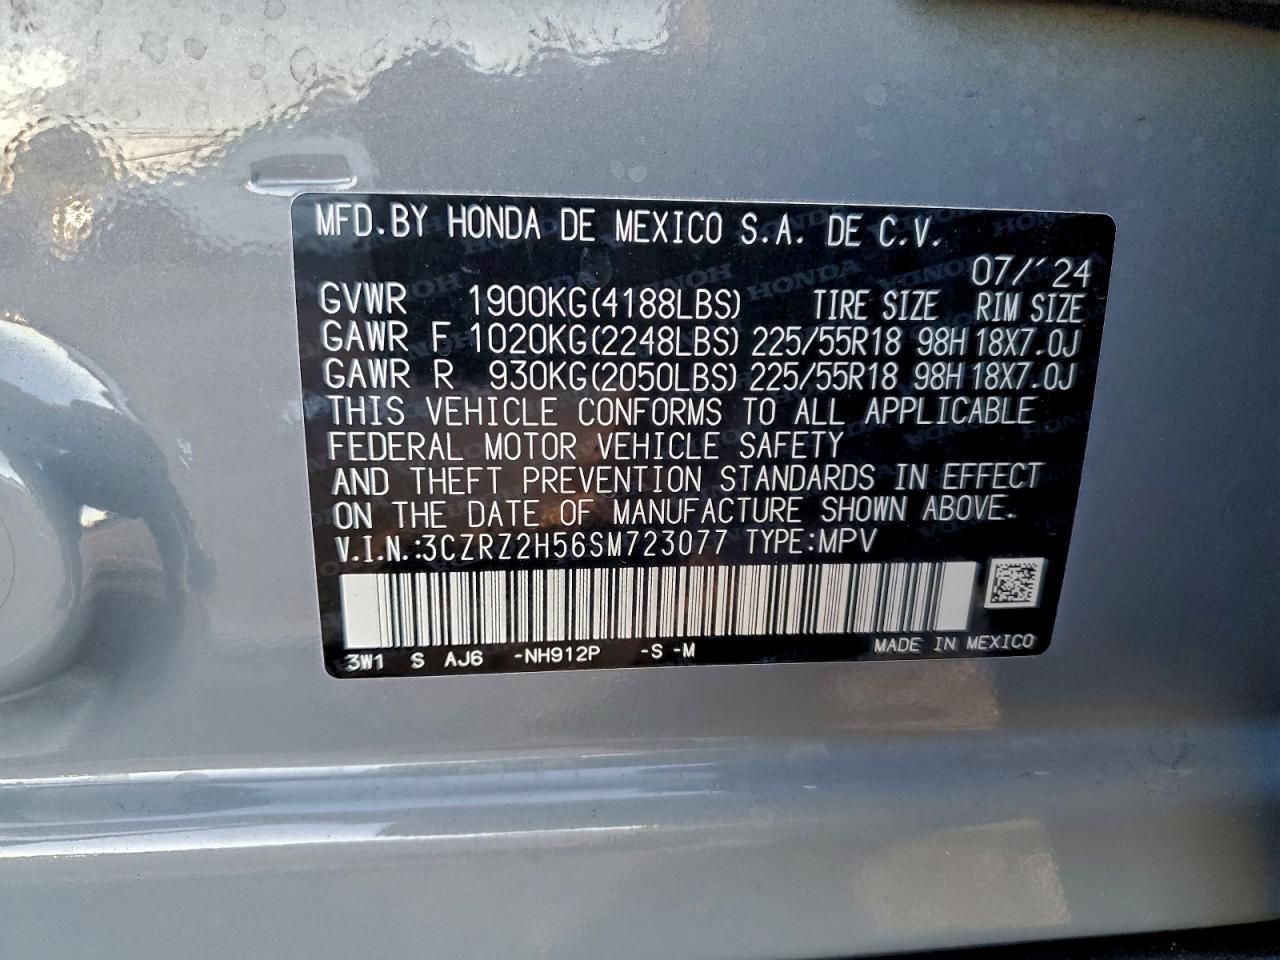 MFD.BY HONDA DE MEXICO S.A. DE C.V.
07/´24
GVWR 1900KG(4188LBS) TIRE SIZE RIM SIZE
GAWR F 1020KG(2248LBS) 225/55R18 98H 18X7.0J
GAWR R 930KG(2050LBS) 225/55R18 98H 18X7.0J
THIS VEHICLE CONFORMS TO ALL APPLICABLE
FEDERAL MOTOR VEHICLE SAFETY
AND THEFT PREVENTION STANDARDS IN EFFECT
ON THE DATE OF MANUFACTURE SHOWN ABOVE.
V.I.N.:3CZRZ2H56SM723077 TYPE:MPV
3W1 S AJ6 -NH912P -S -M MADE IN MEXICO